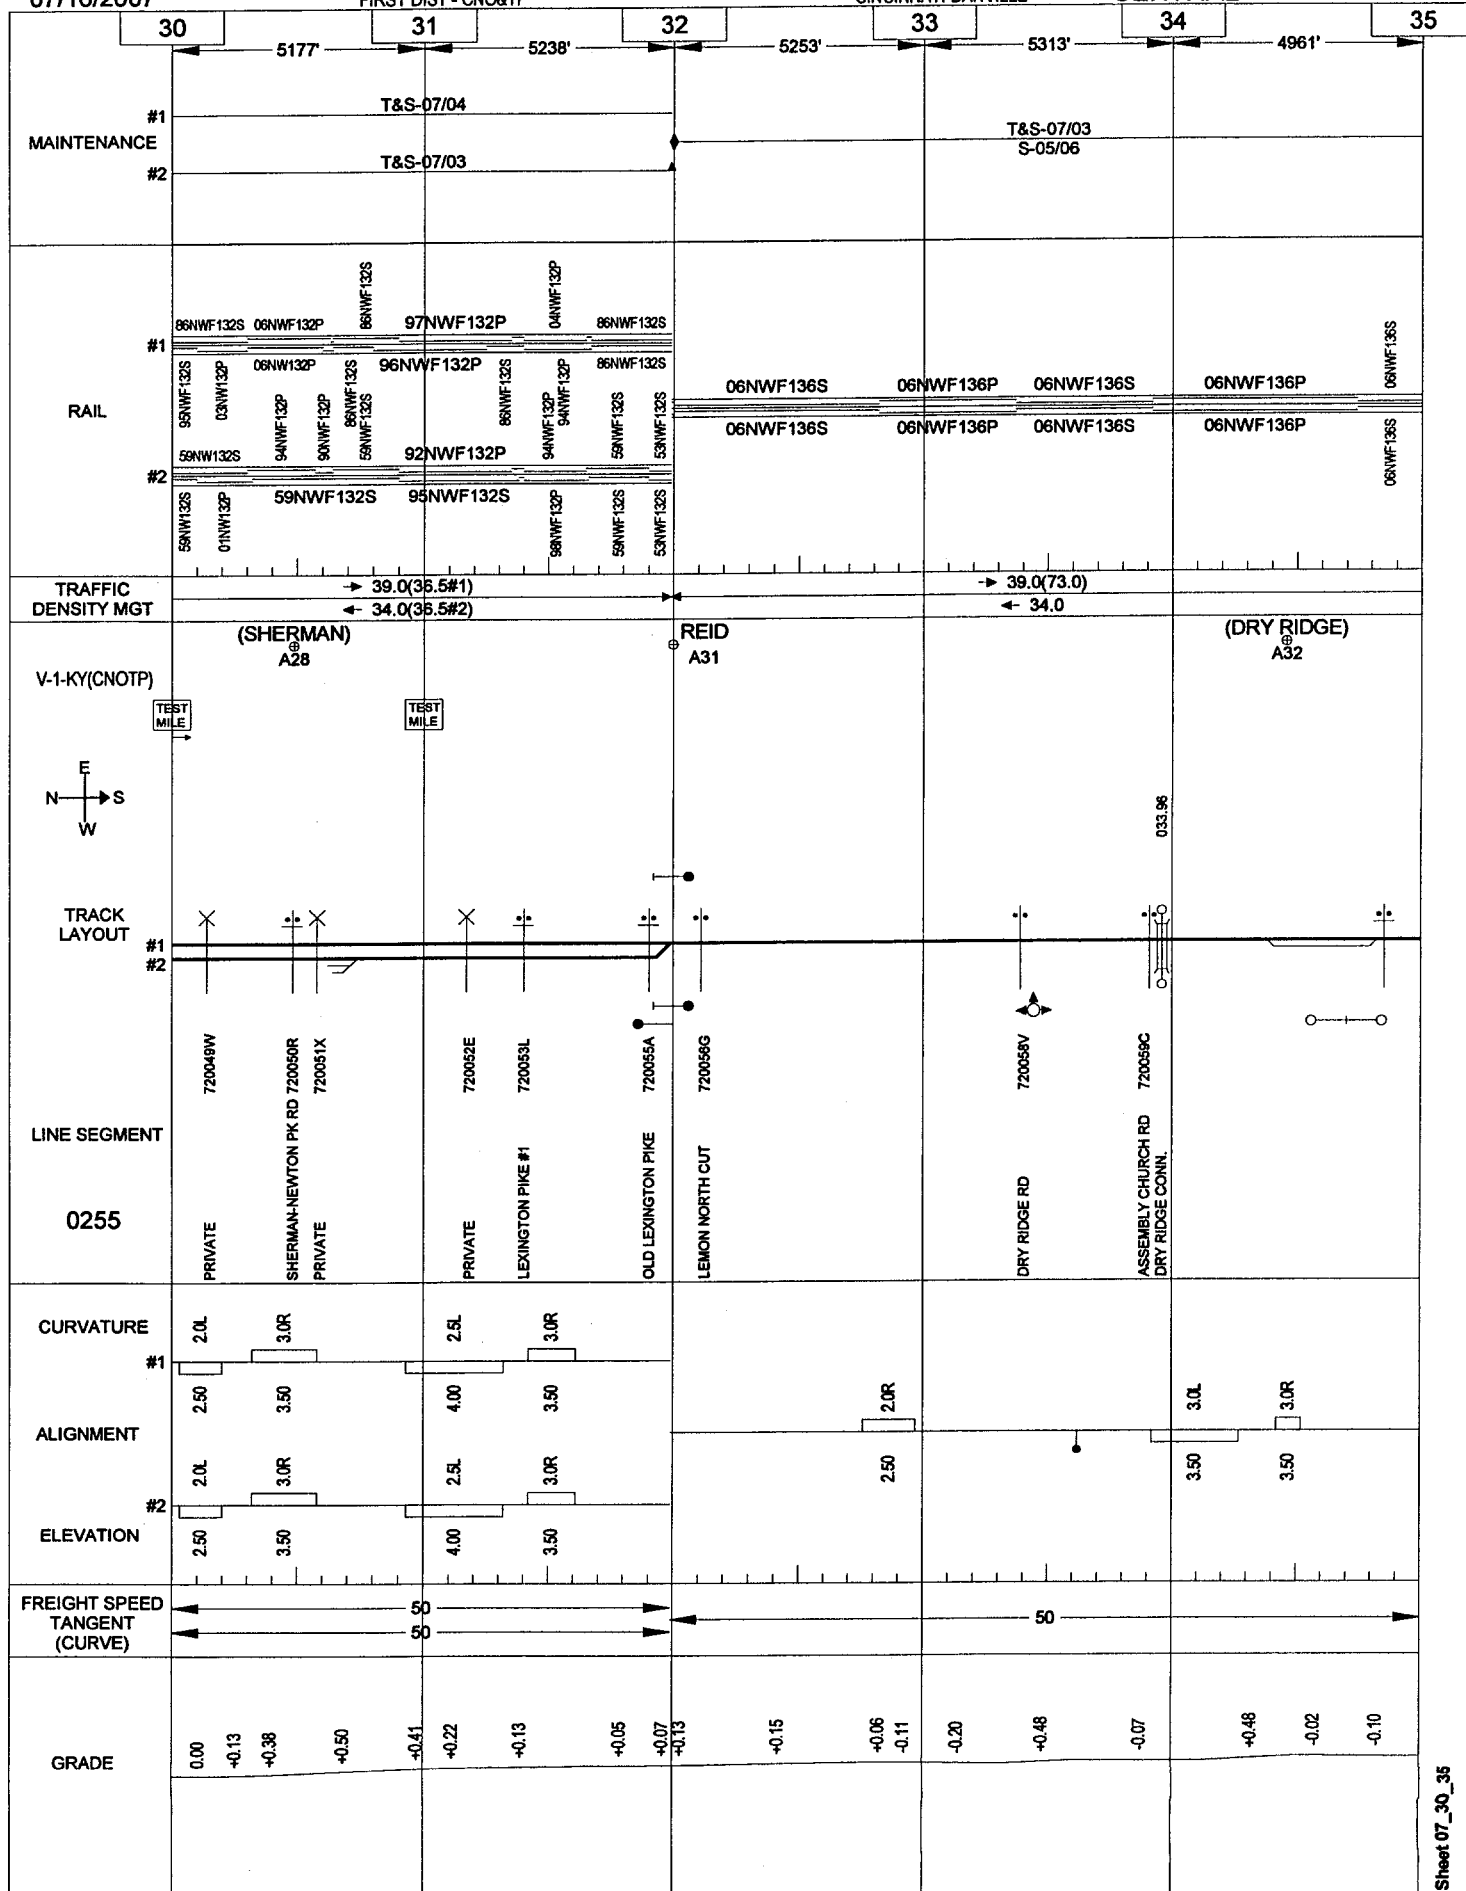 30 31 32 33 34 35
5177' 5238' 5253' 5313' 4961'
MAINTENANCE
#1
T&S-07/04
#2
T&S-07/03
T&S-07/03
S-05/06
RAIL
86NWF132S 06NWF132P 86NWF132S 97NWF132P 04NWF132P 86NWF132S
#1
06NW132P 96NWF132P 86NWF132S
95NWF132S 03NW132P 94NWF132P 90NWF132P 86NWF132S 59NWF132S 86NWF132S 94NWF132P 94NWF132P 59NWF132S 53NWF132S
59NW132S 92NWF132P
#2
59NWF132S 95NWF132S
59NW132S 01NW132P 98NWF132P 59NWF132S 53NWF132S
06NWF136S 06NWF136P 06NWF136S 06NWF136P 06NWF136S
06NWF136S 06NWF136P 06NWF136S 06NWF136P 06NWF136S
TRAFFIC
DENSITY MGT
39.0(36.5#1) 39.0(73.0)
34.0(36.5#2) 34.0
V-1-KY(CNOTP)
(SHERMAN) REID (DRY RIDGE)
A28 A31 A32
TEST
MILE
TEST
MILE
E
N S
W
033.96
TRACK
LAYOUT
#1
#2
720049W
720050R
720051X
720052E
720053L
720055A
720056G
720058V
720059C
LINE SEGMENT
0255
PRIVATE
SHERMAN-NEWTON PK RD
PRIVATE
PRIVATE
LEXINGTON PIKE #1
OLD LEXINGTON PIKE
LEMON NORTH CUT
DRY RIDGE RD
ASSEMBLY CHURCH RD
DRY RIDGE CONN.
CURVATURE
#1
2.0L 3.0R 2.5L 3.0R
2.50 3.50 4.00 3.50
ALIGNMENT
2.0R 3.0L 3.0R
2.50 3.50 3.50
#2
2.0L 3.0R 2.5L 3.0R
2.50 3.50 4.00 3.50
ELEVATION
FREIGHT SPEED
TANGENT
(CURVE)
50
50
50
GRADE
0.00 +0.13 +0.38 +0.50 +0.41 +0.22 +0.13 +0.05 +0.07 +0.13 +0.15 +0.06 -0.11 -0.20 +0.48 -0.07 +0.48 -0.02 -0.10
Sheet 07_30_35